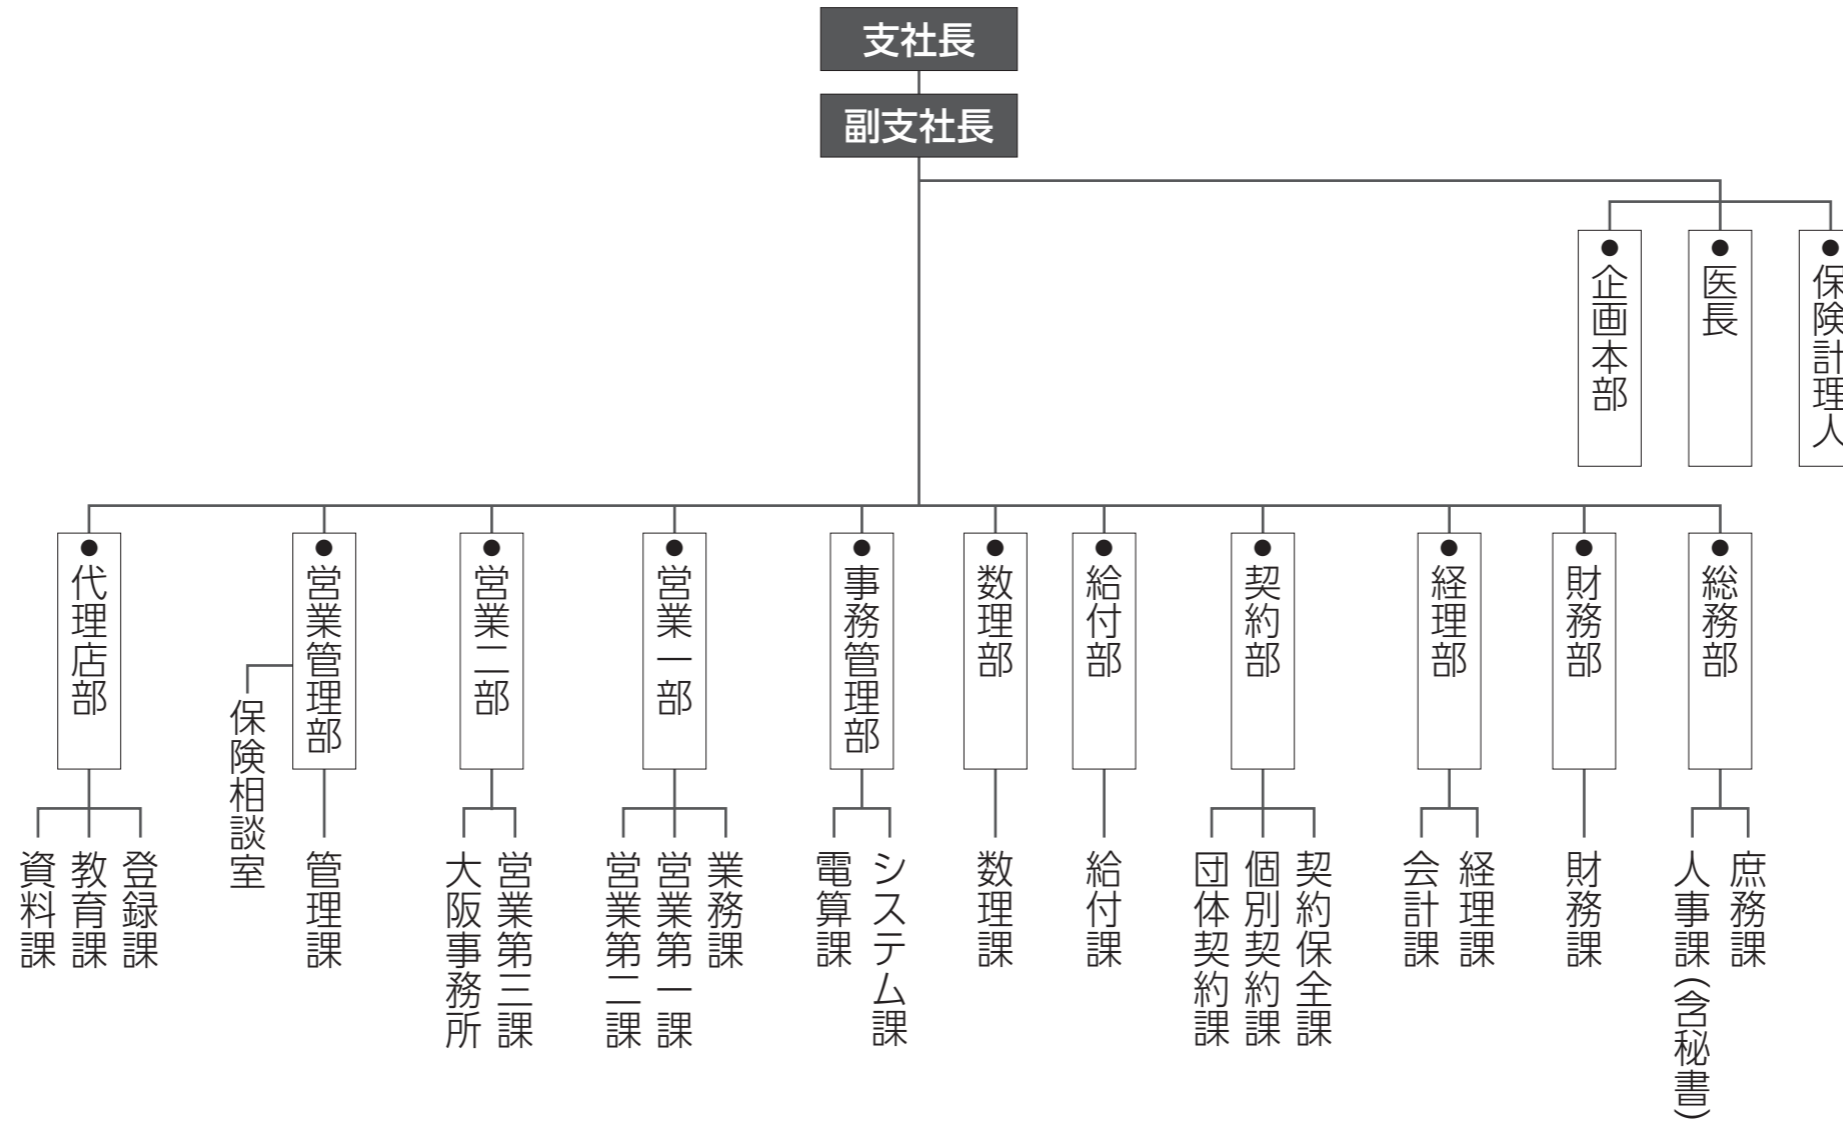 支社長
副支社長
●保険計理人
●医長
●企画本部
●総務部
●財務部
●経理部
●契約部
●給付部
●数理部
●事務管理部
●営業一部
●営業二部
●営業管理部
●代理店部
保険相談室
庶務課
人事課（含秘書）
財務課
経理課
会計課
契約保全課
個別契約課
団体契約課
給付課
数理課
システム課
電算課
業務課
営業第一課
営業第二課
営業第三課
大阪事務所
管理課
登録課
教育課
資料課